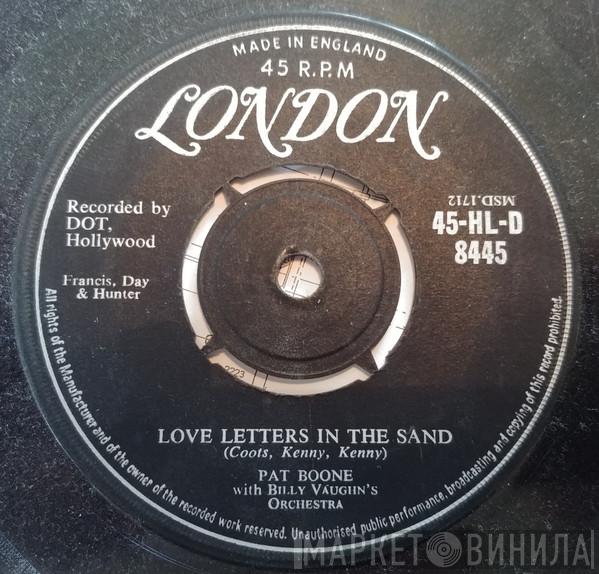 MADE IN ENGLAND
45 R.P.M
LONDON
Recorded by
DOT,
Hollywood
Francis, Day
& Hunter
MSD.1712
45-HL-D
8445
2223
LOVE LETTERS IN THE SAND
(Coots, Kenny, Kenny)
PAT BOONE
with BILLY VAUGHN'S
ORCHESTRA
All rights of the Manufacturer and of the owner of the recorded work reserved. Unauthorised public performance, broadcasting and copying of this record prohibited.
МАРКЕТ ВИНИЛА